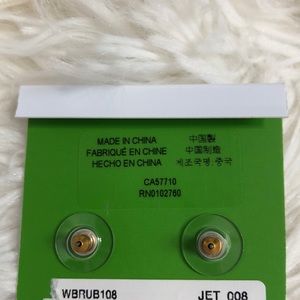 MADE IN CHINA
FABRIQUÉ EN CHINE
HECHO EN CHINA
中国製
中国制造
제조국명:중국
CA57710
RN0102760
WBRUB108
JET 008